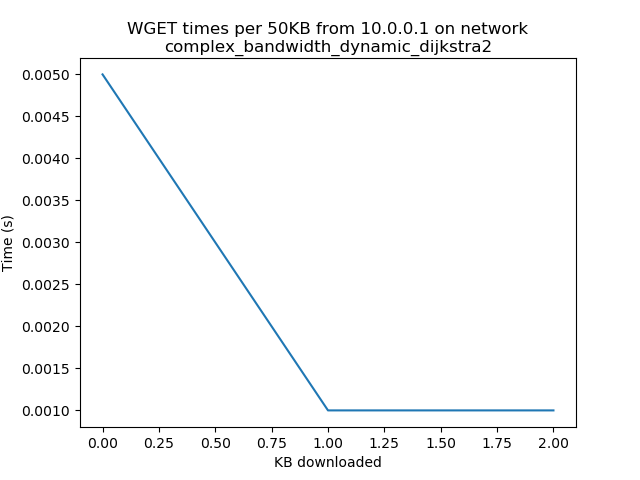 WGET times per 50KB from 10.0.0.1 on network
complex_bandwidth_dynamic_dijkstra2
0.0050
0.0045
0.0040
0.0035
0.0030
0.0025
0.0020
0.0015
0.0010
Time (s)
0.00 0.25 0.50 0.75 1.00 1.25 1.50 1.75 2.00
KB downloaded